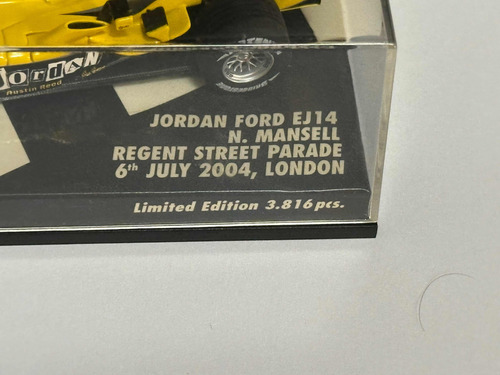 Jordan
Austin Reed
JORDAN FORD EJ14
N. MANSELL
REGENT STREET PARADE
6th JULY 2004, LONDON
Limited Edition 3.816 pcs.